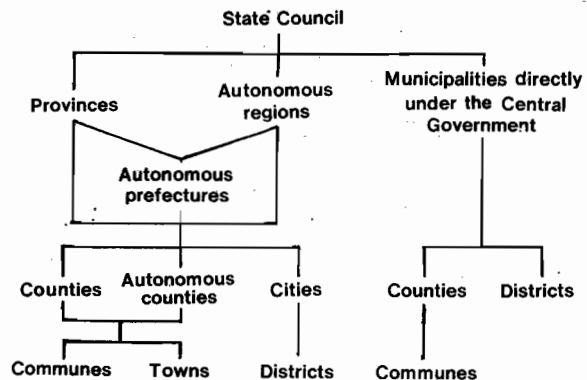 State Council
Provinces
Autonomous
regions
Municipalities directly
under the Central
Government
Autonomous
prefectures
Counties
Autonomous
counties
Cities
Counties
Districts
Communes
Towns
Districts
Communes